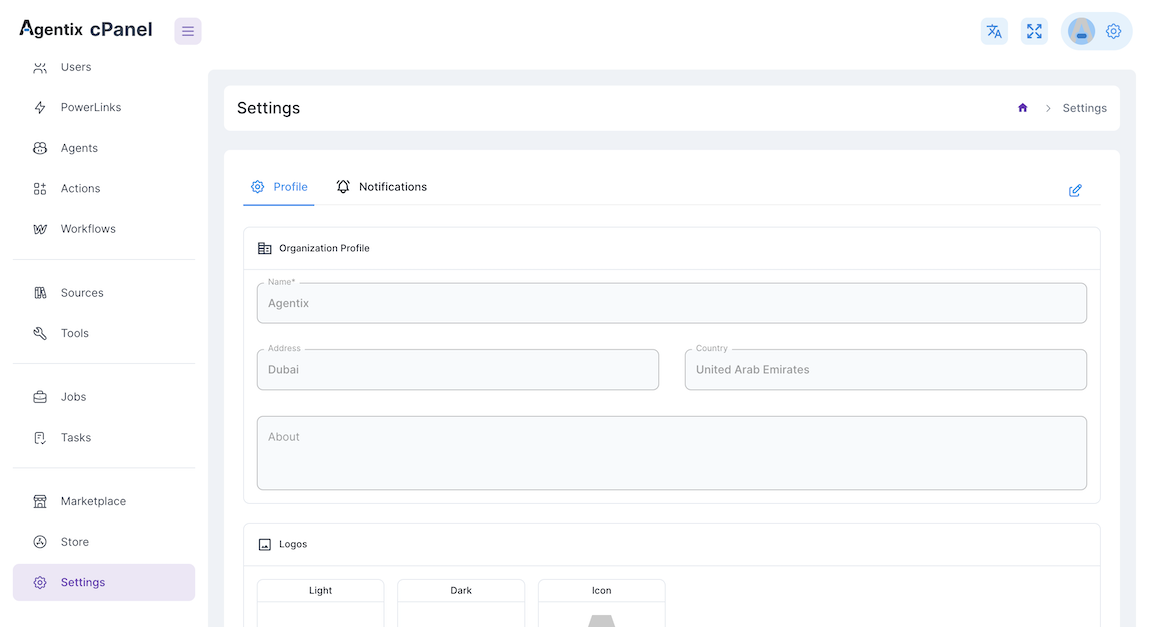 Agentix cPanel
Users
PowerLinks
Agents
Actions
Workflows
Sources
Tools
Jobs
Tasks
Marketplace
Store
Settings
Settings
Settings
Profile
Notifications
Organization Profile
Name*
Agentix
Address
Dubai
Country
United Arab Emirates
About
Logos
Light
Dark
Icon